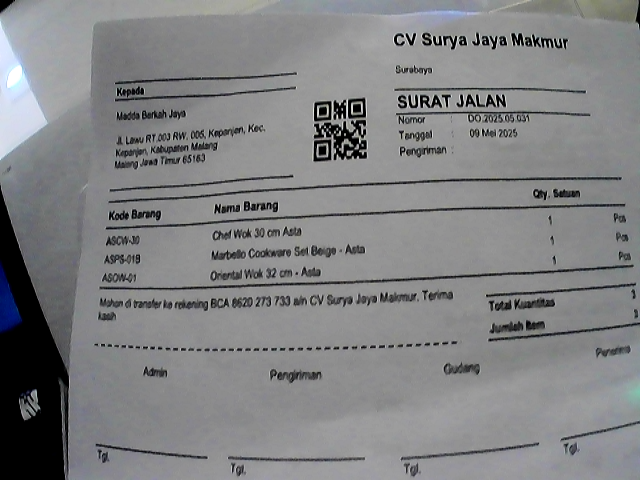 CV Surya Jaya Makmur
Surabaya
Kepada
Madda Berkah Jaya
Jl. Lawu RT.003 RW. 005, Kepanjen, Kec.
Kepanjen, Kabupaten Malang
Malang Jawa Timur 65163
SURAT JALAN
Nomor : DO.2025.05.031
Tanggal : 09 Mei 2025
Pengiriman :
Kode Barang Nama Barang Qty. Satuan
ASCW-30 Chef Wok 30 cm Asta 1 Pcs
ASPS-01B Marbello Cookware Set Beige - Asta 1 Pcs
ASOW-01 Oriental Wok 32 cm - Asta 1 Pcs
Mohon di transfer ke rekening BCA 8620 273 733 a/n CV Surya Jaya Makmur. Terima
kasih
Total Kuantitas 3
Jumlah Item 3
Admin Pengiriman Gudang Penerima
Tgl. Tgl. Tgl. Tgl.